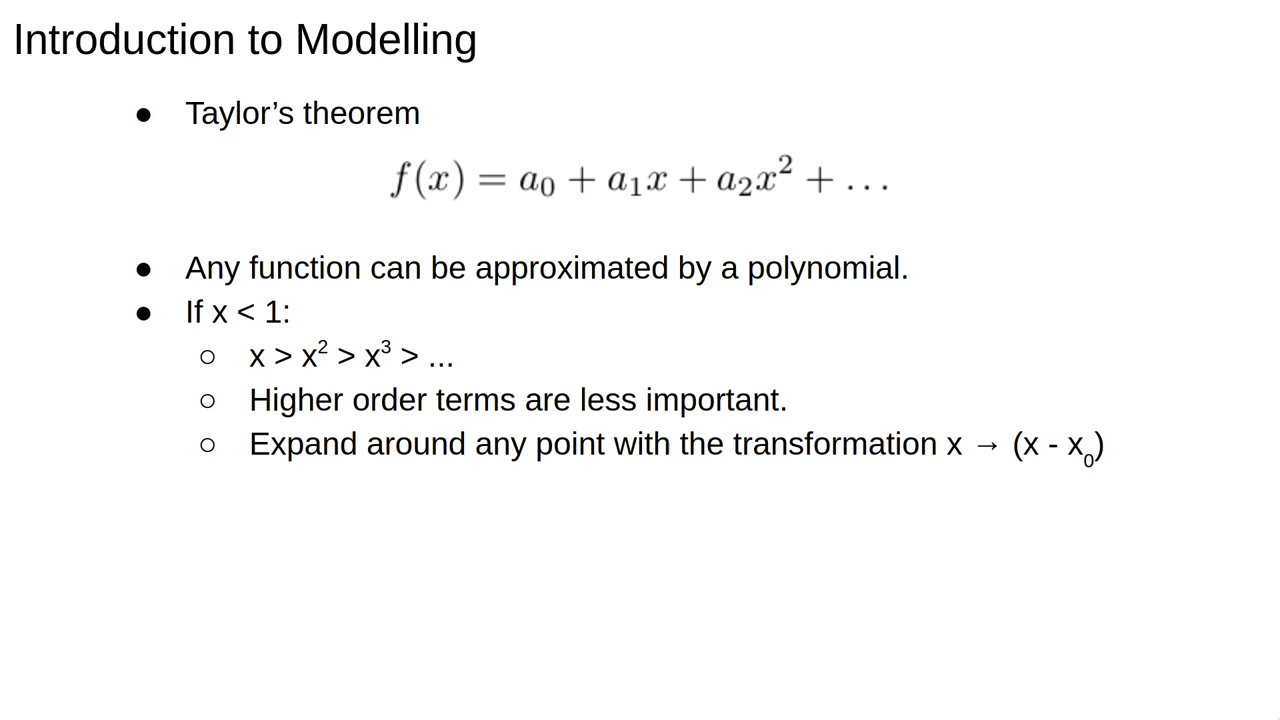 Introduction to Modelling
● Taylor’s theorem
f(x) = a₀ + a₁x + a₂x² + . . .
● Any function can be approximated by a polynomial.
● If x < 1:
○ x > x² > x³ > ...
○ Higher order terms are less important.
○ Expand around any point with the transformation x → (x - x₀)